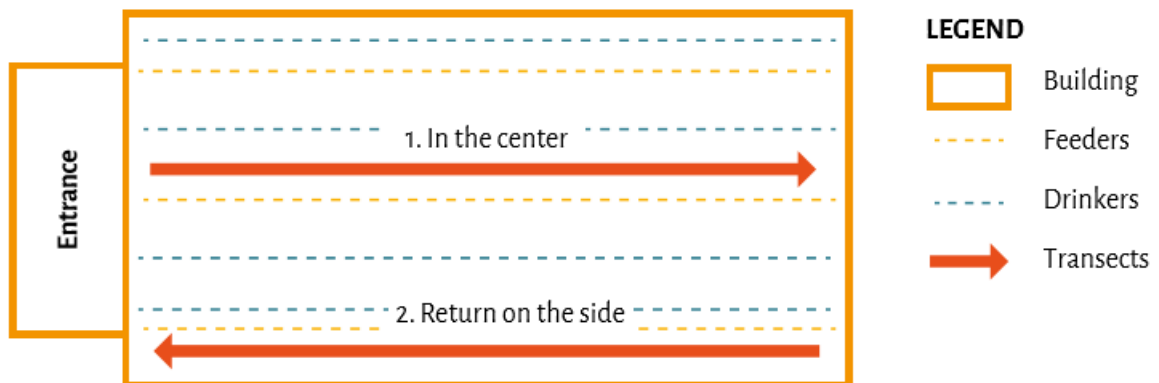 Entrance
1. In the center
2. Return on the side
LEGEND
Building
Feeders
Drinkers
Transects